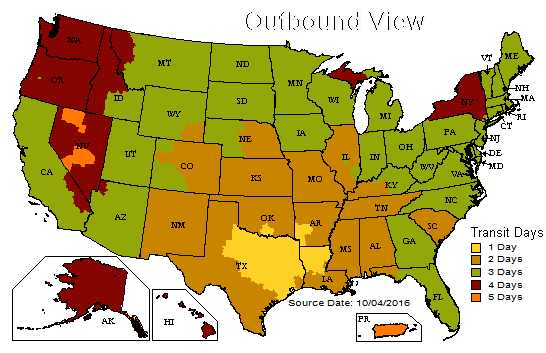 Outbound View
WA
MT
ND
MN
VT
ME
OR
ID
SD
WI
MI
NY
NH
MA
RI
CT
WY
IA
PA
NJ
NV
UT
NE
IL
IN
OH
DE
MD
CA
CO
KS
MO
KY
WV
VA
NC
AZ
NM
OK
AR
TN
SC
TX
LA
MS
AL
GA
FL
AK
HI
PR
Transit Days
1 Day
2 Days
3 Days
4 Days
5 Days
Source Date: 10/04/2016